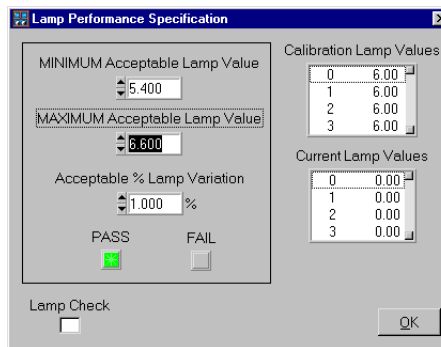 Lamp Performance Specification
MINIMUM Acceptable Lamp Value
5.400
MAXIMUM Acceptable Lamp Value
6.600
Acceptable % Lamp Variation
1.000 %
PASS FAIL
Lamp Check
Calibration Lamp Values
0 6.00
1 6.00
2 6.00
3 6.00
Current Lamp Values
0 0.00
1 0.00
2 0.00
3 0.00
OK